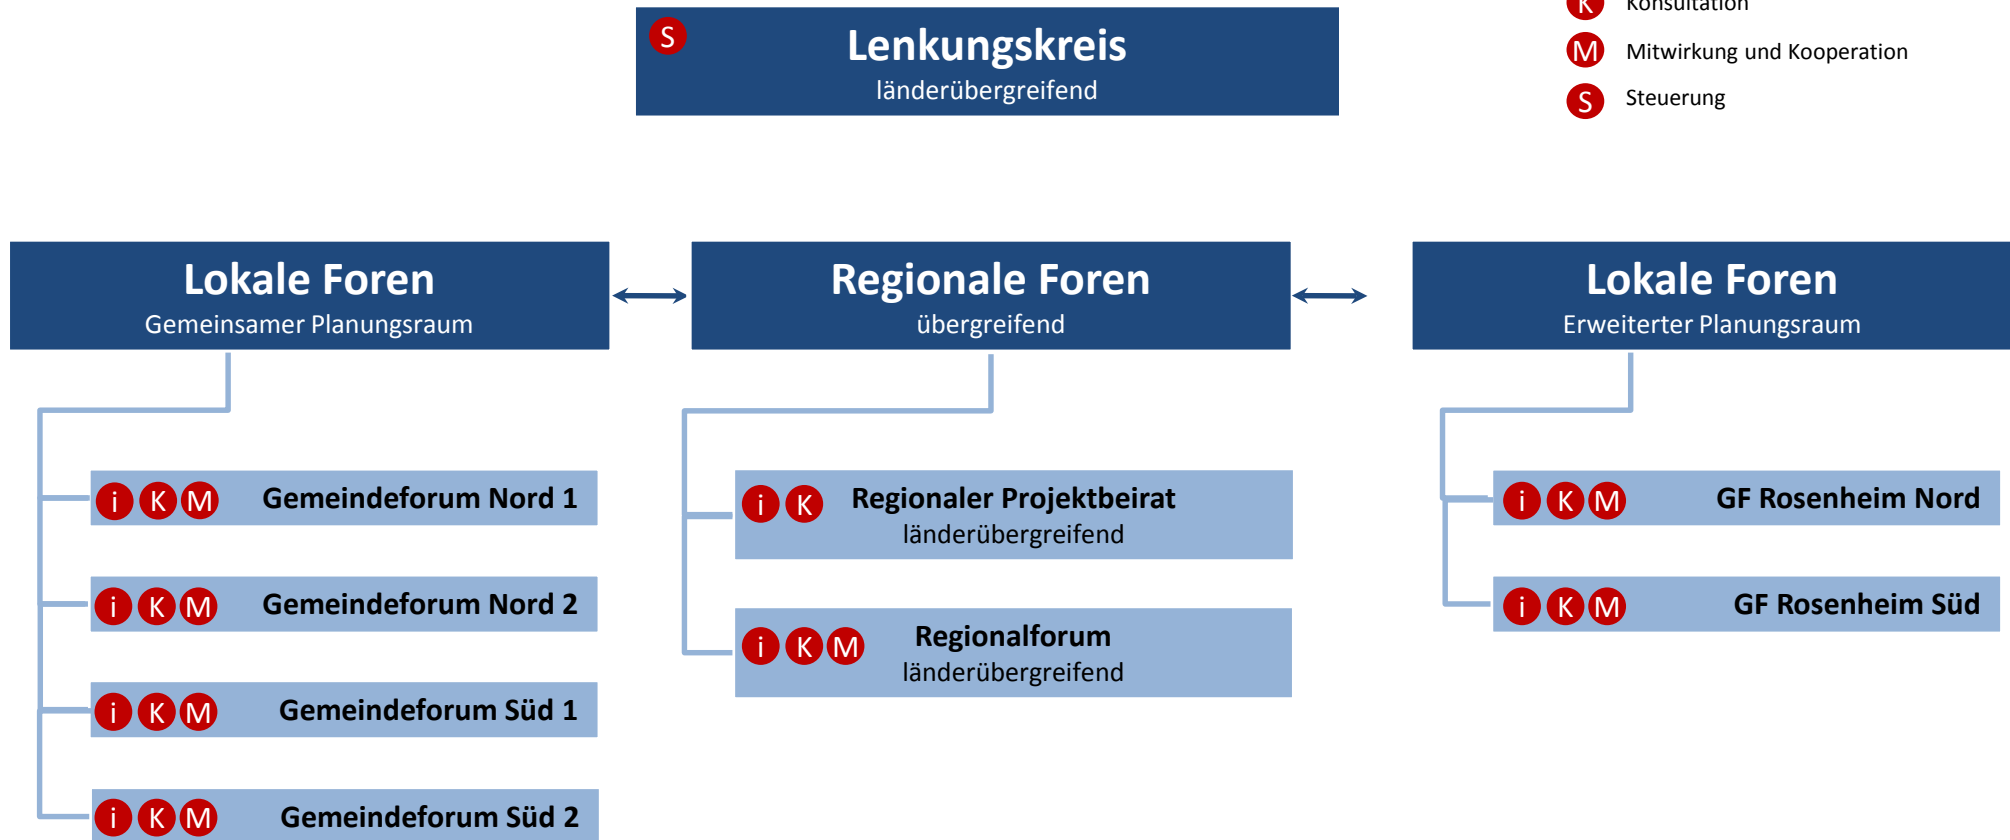 K Konsultation
M Mitwirkung und Kooperation
S Steuerung
S Lenkungskreis
länderübergreifend
Lokale Foren
Gemeinsamer Planungsraum
Regionale Foren
übergreifend
Lokale Foren
Erweiterter Planungsraum
i K M Gemeindeforum Nord 1
i K M Gemeindeforum Nord 2
i K M Gemeindeforum Süd 1
i K M Gemeindeforum Süd 2
i K Regionaler Projektbeirat
länderübergreifend
i K M Regionalforum
länderübergreifend
i K M GF Rosenheim Nord
i K M GF Rosenheim Süd